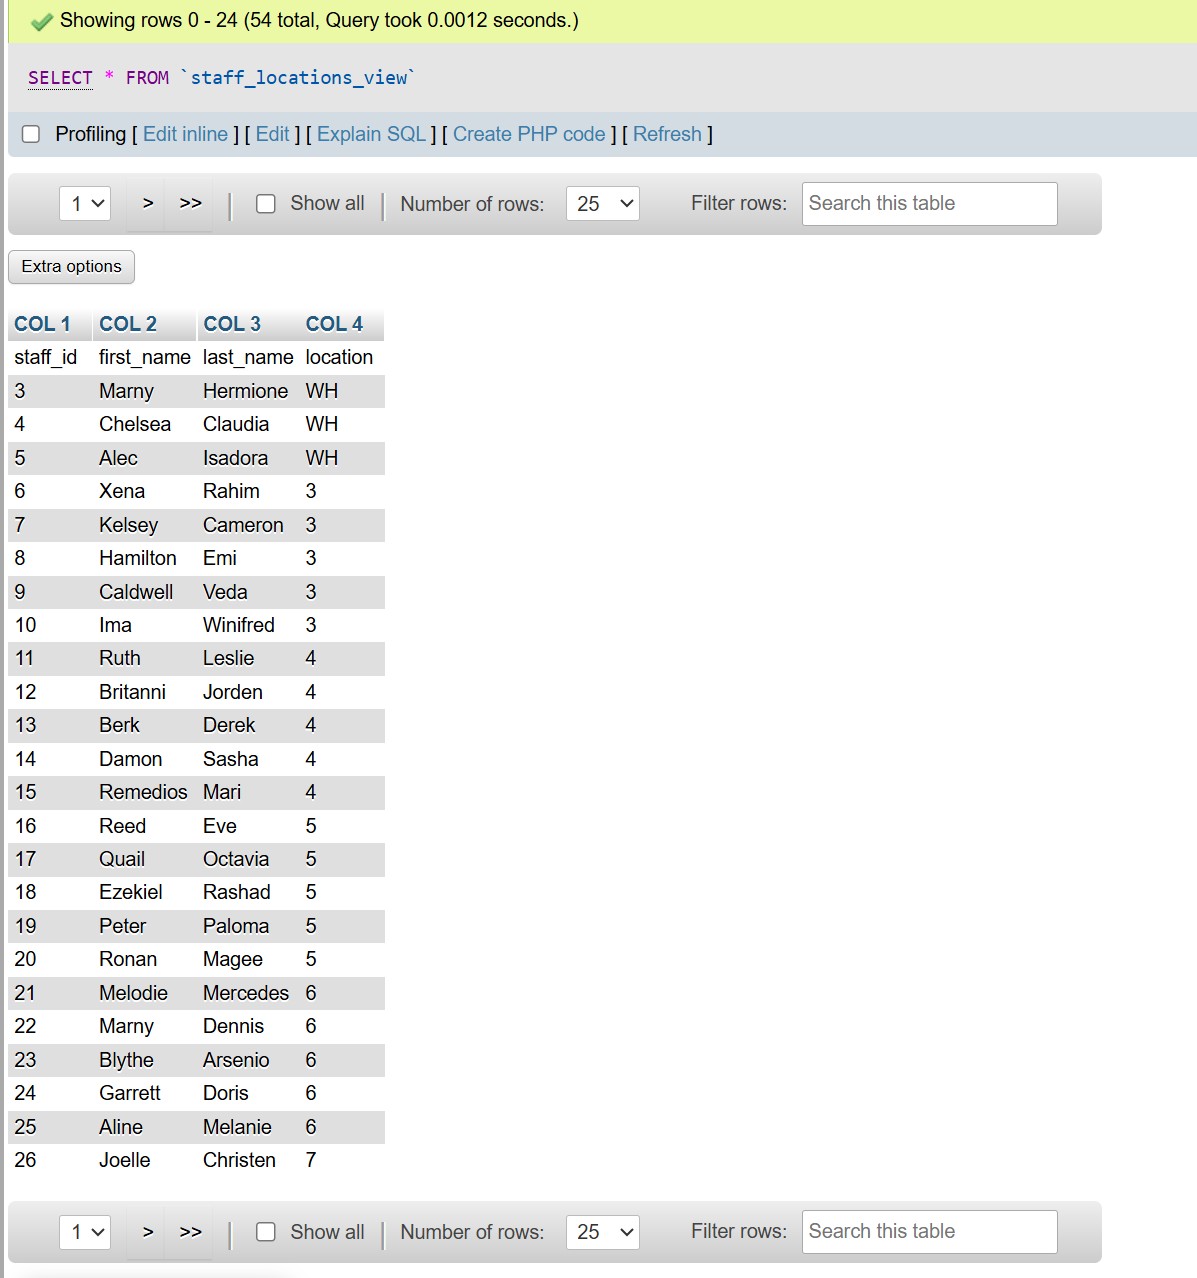 Showing rows 0 - 24 (54 total, Query took 0.0012 seconds.)
SELECT * FROM `staff_locations_view`
Profiling [ Edit inline ] [ Edit ] [ Explain SQL ] [ Create PHP code ] [ Refresh ]
1 > >> | Show all | Number of rows: 25 Filter rows: Search this table
Extra options
COL 1 COL 2 COL 3 COL 4
staff_id first_name last_name location
3 Marny Hermione WH
4 Chelsea Claudia WH
5 Alec Isadora WH
6 Xena Rahim 3
7 Kelsey Cameron 3
8 Hamilton Emi 3
9 Caldwell Veda 3
10 Ima Winifred 3
11 Ruth Leslie 4
12 Britanni Jorden 4
13 Berk Derek 4
14 Damon Sasha 4
15 Remedios Mari 4
16 Reed Eve 5
17 Quail Octavia 5
18 Ezekiel Rashad 5
19 Peter Paloma 5
20 Ronan Magee 5
21 Melodie Mercedes 6
22 Marny Dennis 6
23 Blythe Arsenio 6
24 Garrett Doris 6
25 Aline Melanie 6
26 Joelle Christen 7
1 > >> | Show all | Number of rows: 25 Filter rows: Search this table